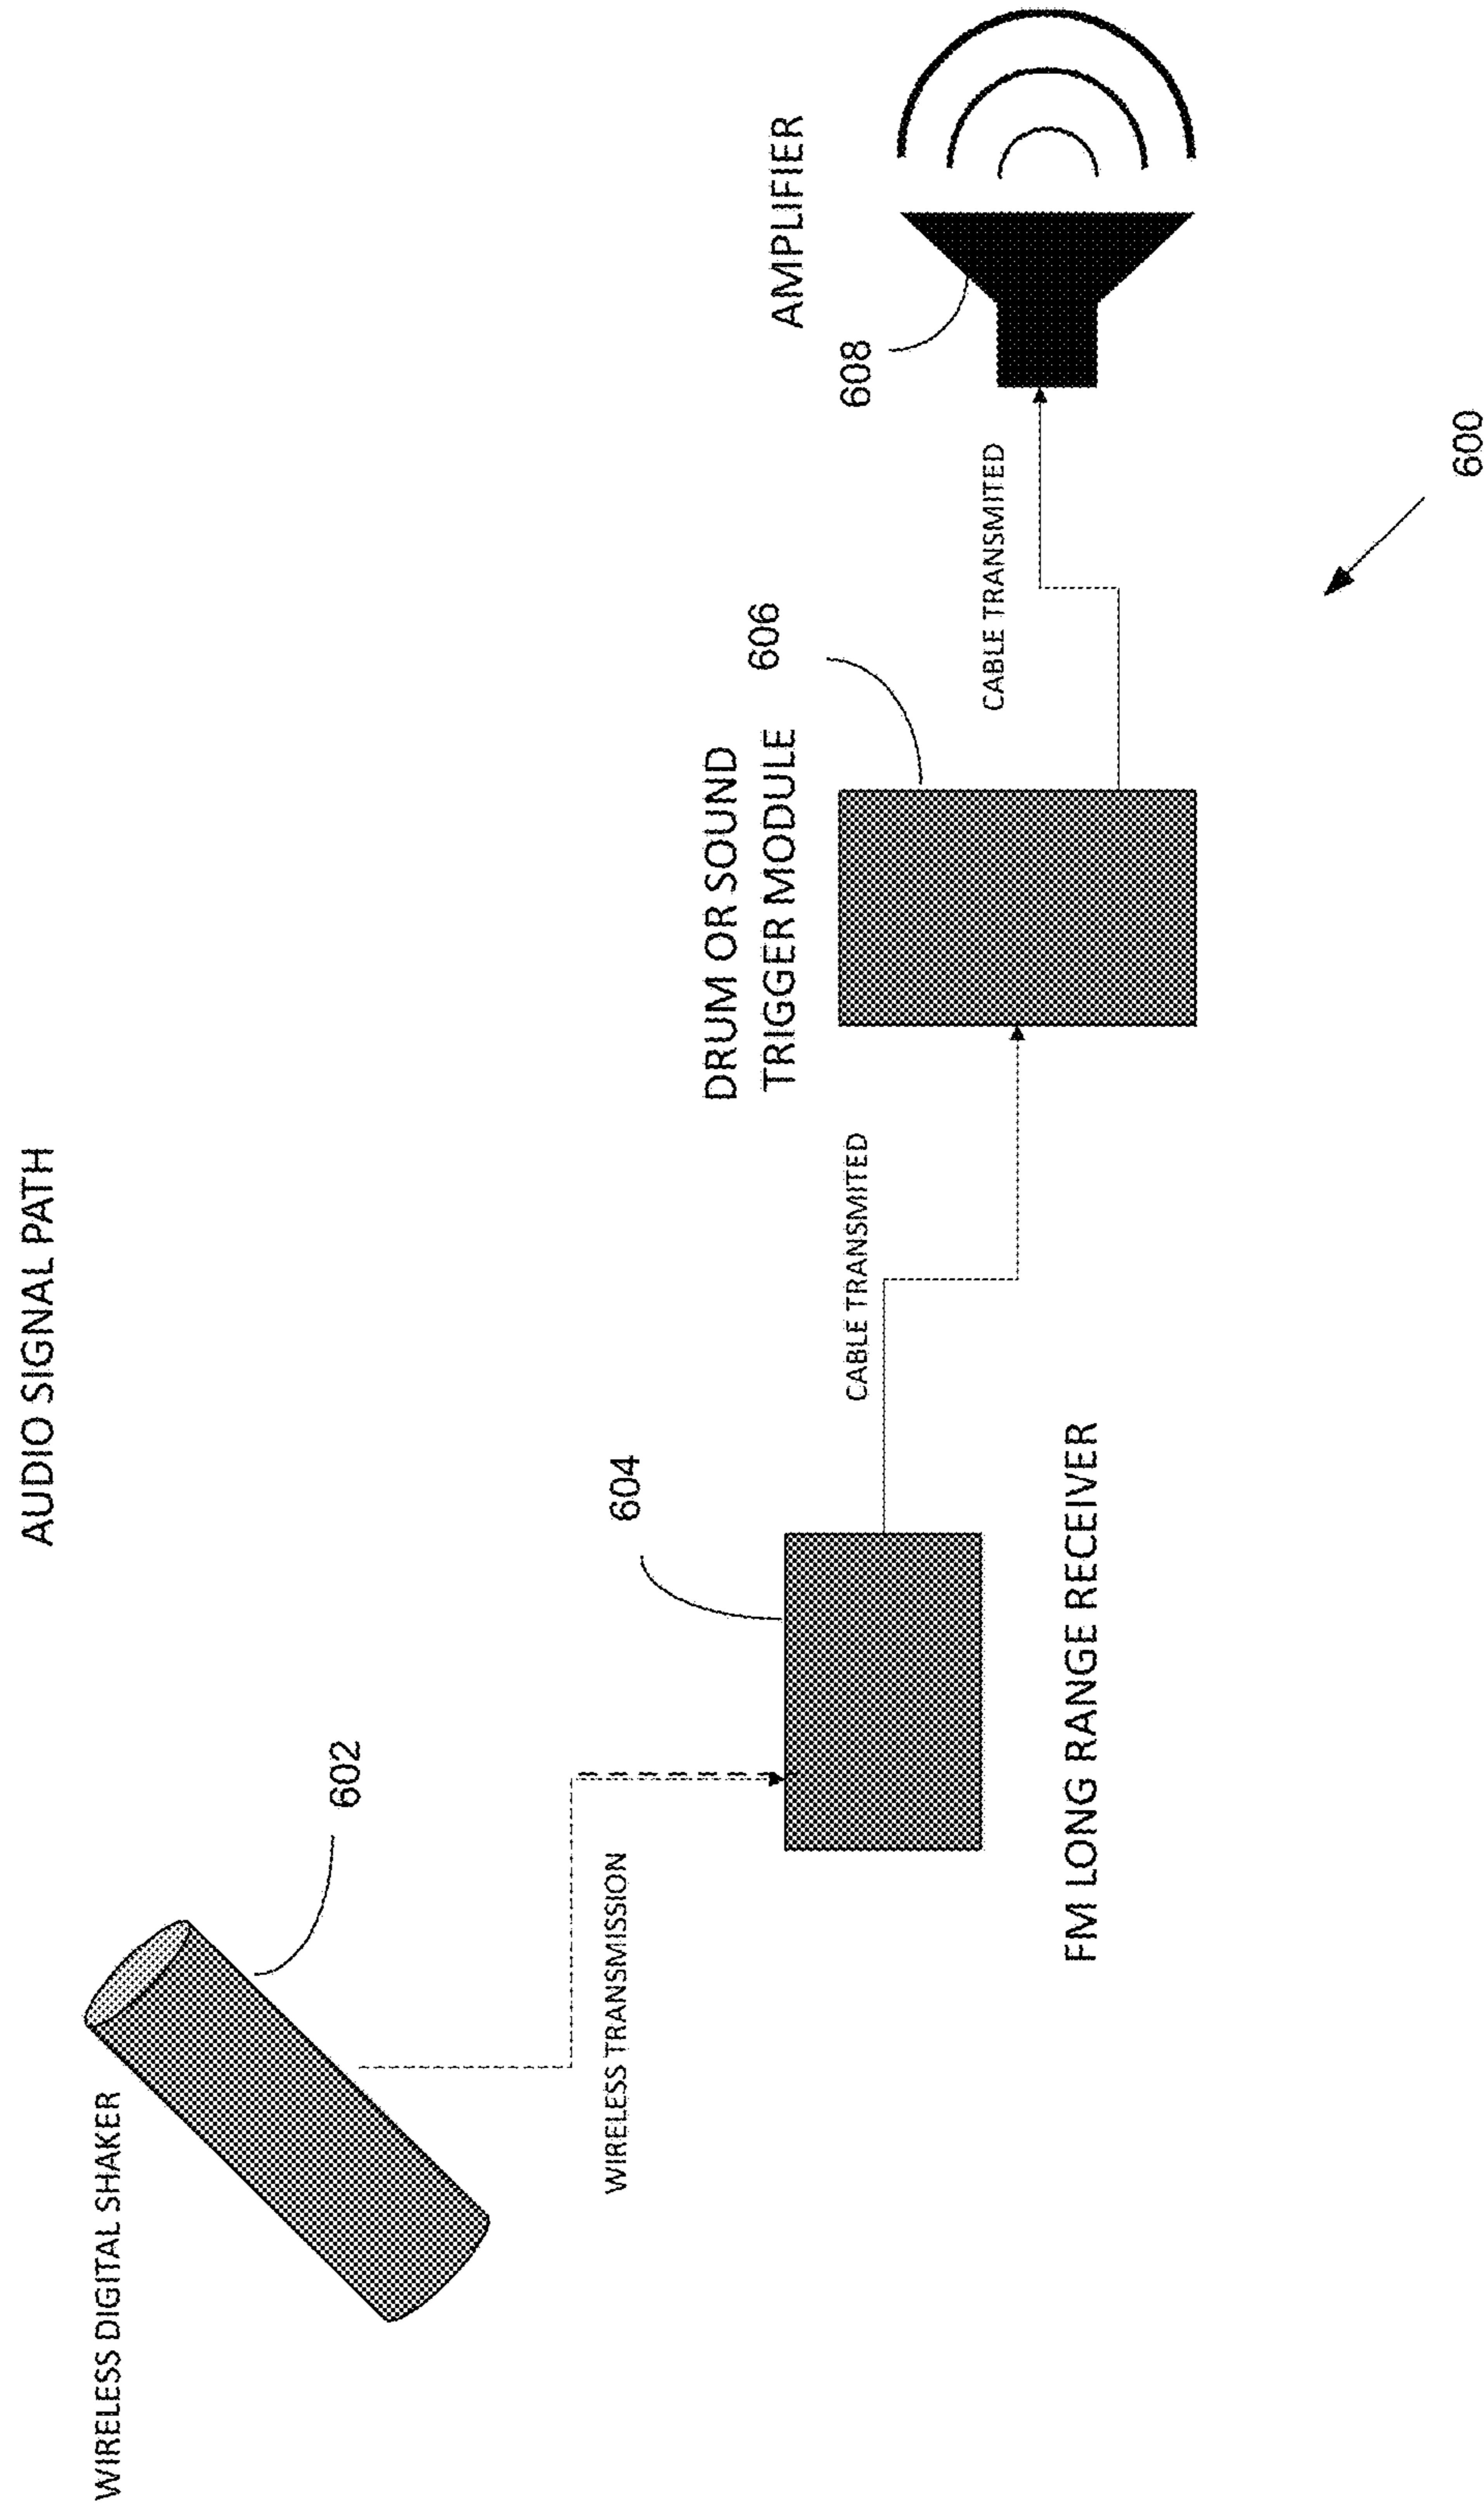 AUDIO SIGNAL PATH
WIRELESS DIGITAL SHAKER
602
WIRELESS TRANSMISSION
604
FM LONG RANGE RECEIVER
CABLE TRANSMITED
DRUM OR SOUND
TRIGGER MODULE
606
CABLE TRANSMITED
AMPLIFIER
608
600